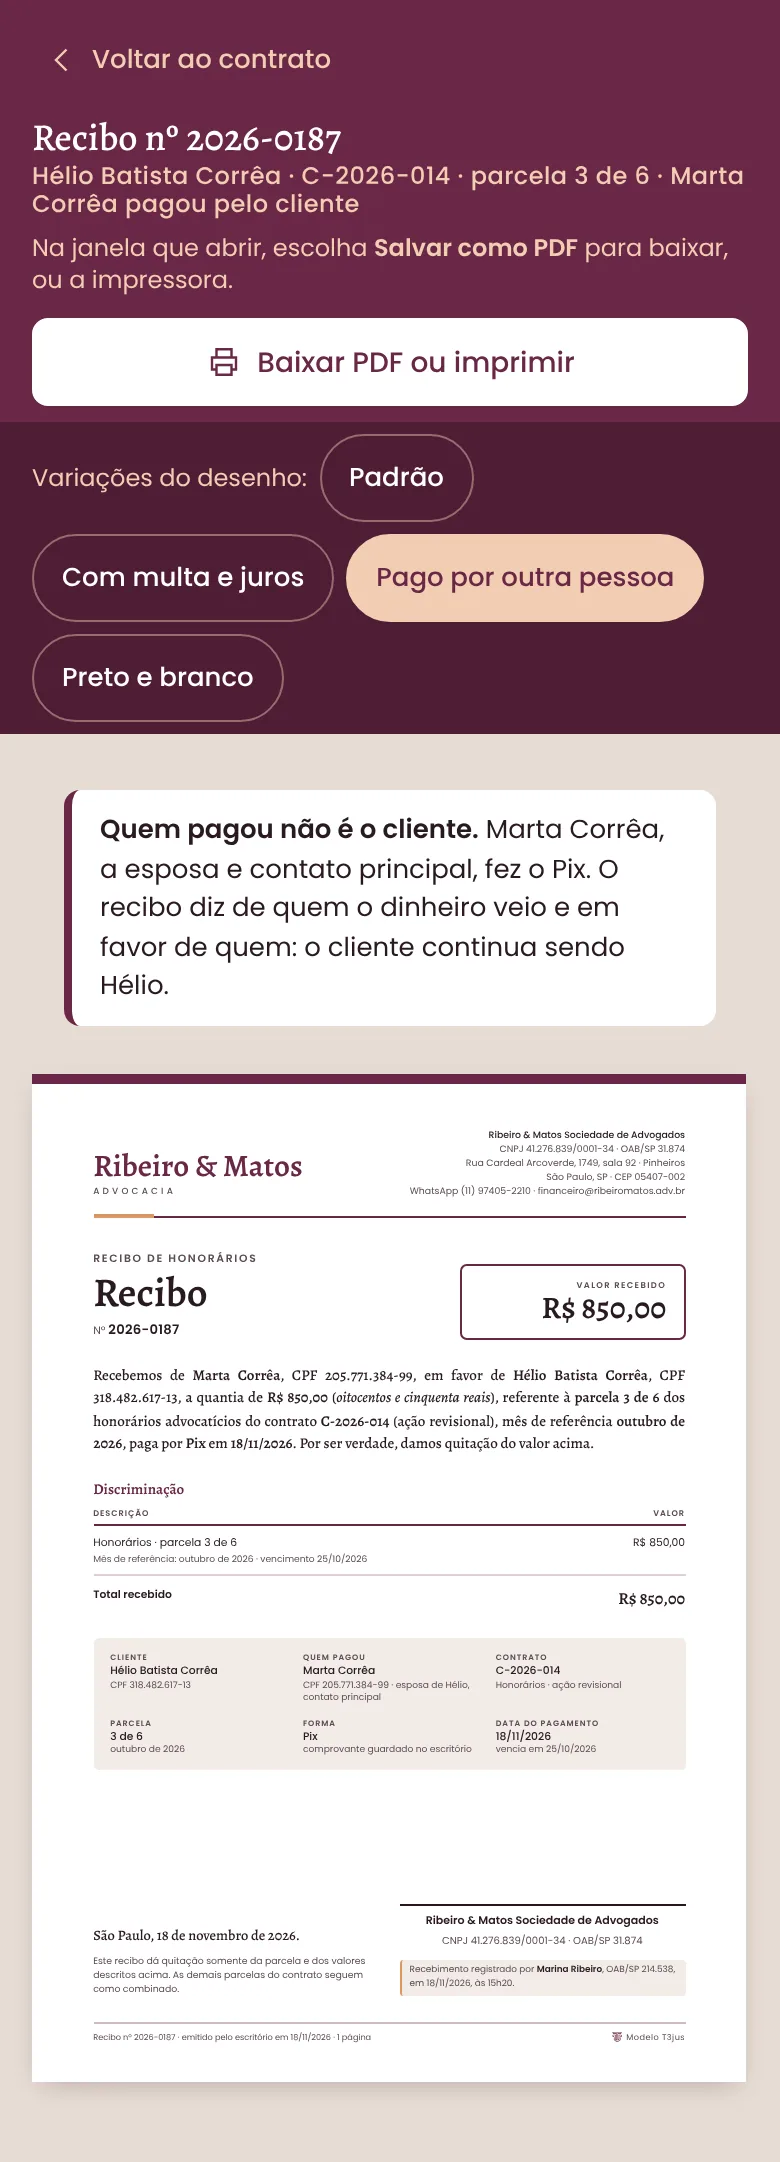 Voltar ao contrato
Recibo nº 2026-0187
Hélio Batista Corrêa · C-2026-014 · parcela 3 de 6 · Marta
Corrêa pagou pelo cliente
Na janela que abrir, escolha Salvar como PDF para baixar,
ou a impressora.
Baixar PDF ou imprimir
Variações do desenho:
Padrão
Com multa e juros
Pago por outra pessoa
Preto e branco
Quem pagou não é o cliente. Marta Corrêa,
a esposa e contato principal, fez o Pix. O
recibo diz de quem o dinheiro veio e em
favor de quem: o cliente continua sendo
Hélio.
Ribeiro & Matos
ADVOCACIA
Ribeiro & Matos Sociedade de Advogados
CNPJ 41.276.839/0001-34 · OAB/SP 31.874
Rua Cardeal Arcoverde, 1749, sala 92 · Pinheiros
São Paulo, SP · CEP 05407-002
WhatsApp (11) 97405-2210 · financeiro@ribeiromatos.adv.br
RECIBO DE HONORÁRIOS
Recibo
Nº 2026-0187
VALOR RECEBIDO
R$ 850,00
Recebemos de Marta Corrêa, CPF 205.771.384-99, em favor de Hélio Batista Corrêa, CPF
318.482.617-13, a quantia de R$ 850,00 (oitocentos e cinquenta reais), referente à parcela 3 de 6 dos
honorários advocatícios do contrato C-2026-014 (ação revisional), mês de referência outubro de
2026, paga por Pix em 18/11/2026. Por ser verdade, damos quitação do valor acima.
Discriminação
DESCRIÇÃO
VALOR
Honorários · parcela 3 de 6
R$ 850,00
Mês de referência: outubro de 2026 · vencimento 25/10/2026
Total recebido
R$ 850,00
CLIENTE
Hélio Batista Corrêa
CPF 318.482.617-13
QUEM PAGOU
Marta Corrêa
CPF 205.771.384-99 · esposa de Hélio,
contato principal
CONTRATO
C-2026-014
Honorários · ação revisional
PARCELA
3 de 6
outubro de 2026
FORMA
Pix
comprovante guardado no escritório
DATA DO PAGAMENTO
18/11/2026
vencia em 25/10/2026
São Paulo, 18 de novembro de 2026.
Este recibo dá quitação somente da parcela e dos valores
descritos acima. As demais parcelas do contrato seguem
como combinado.
Ribeiro & Matos Sociedade de Advogados
CNPJ 41.276.839/0001-34 · OAB/SP 31.874
Recebimento registrado por Marina Ribeiro, OAB/SP 214.538,
em 18/11/2026, às 15h20.
Recibo nº 2026-0187 · emitido pelo escritório em 18/11/2026 · 1 página
Modelo T3jus